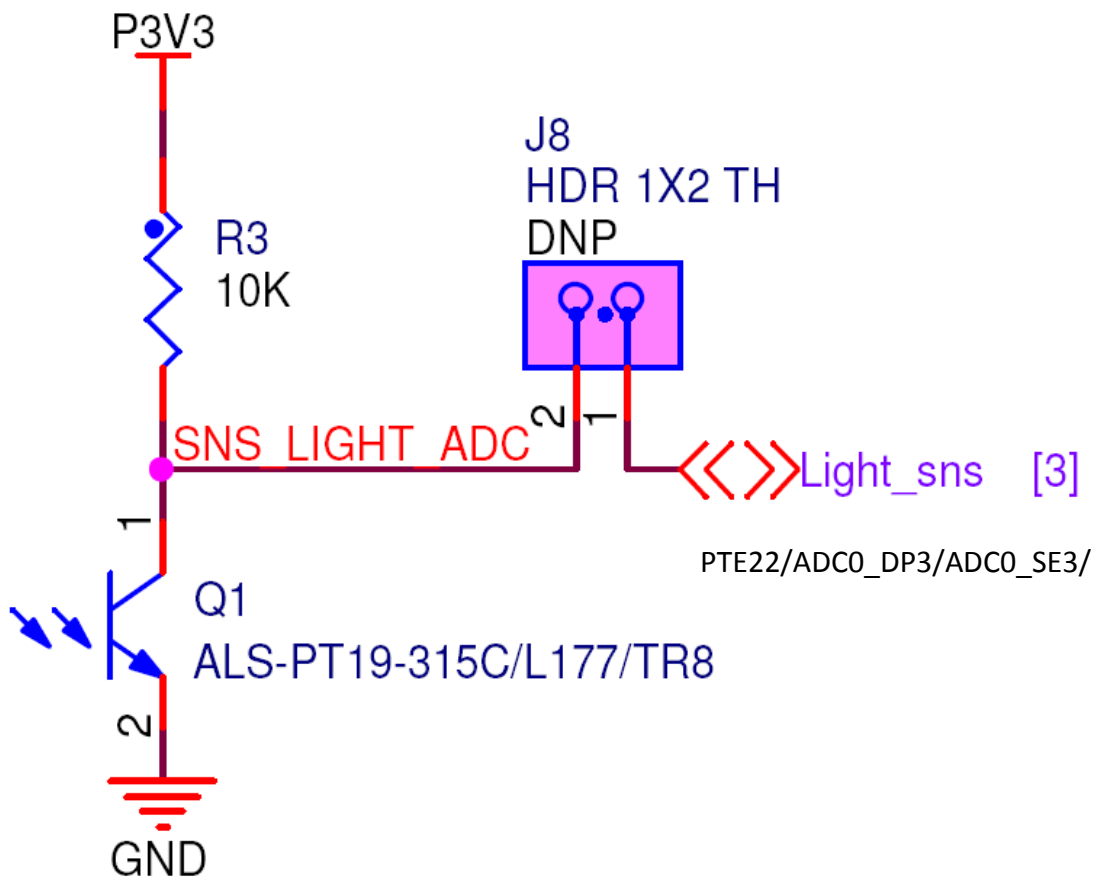 P3V3
J8
HDR 1X2 TH
DNP
R3
10K
2
1
SNS_LIGHT_ADC
Light_sns [3]
1
PTE22/ADC0_DP3/ADC0_SE3/
Q1
ALS-PT19-315C/L177/TR8
2
GND